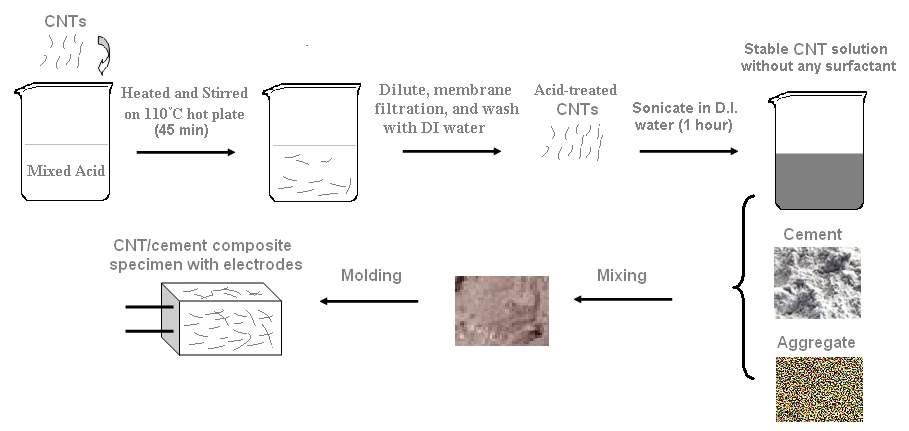 CNTs
Mixed Acid
Heated and Stirred
on 110°C hot plate
(45 min)
Dilute, membrane
filtration, and wash
with DI water
Acid-treated
CNTs
Sonicate in D.I.
water (1 hour)
Stable CNT solution
without any surfactant
Cement
Aggregate
Mixing
Molding
CNT/cement composite
specimen with electrodes